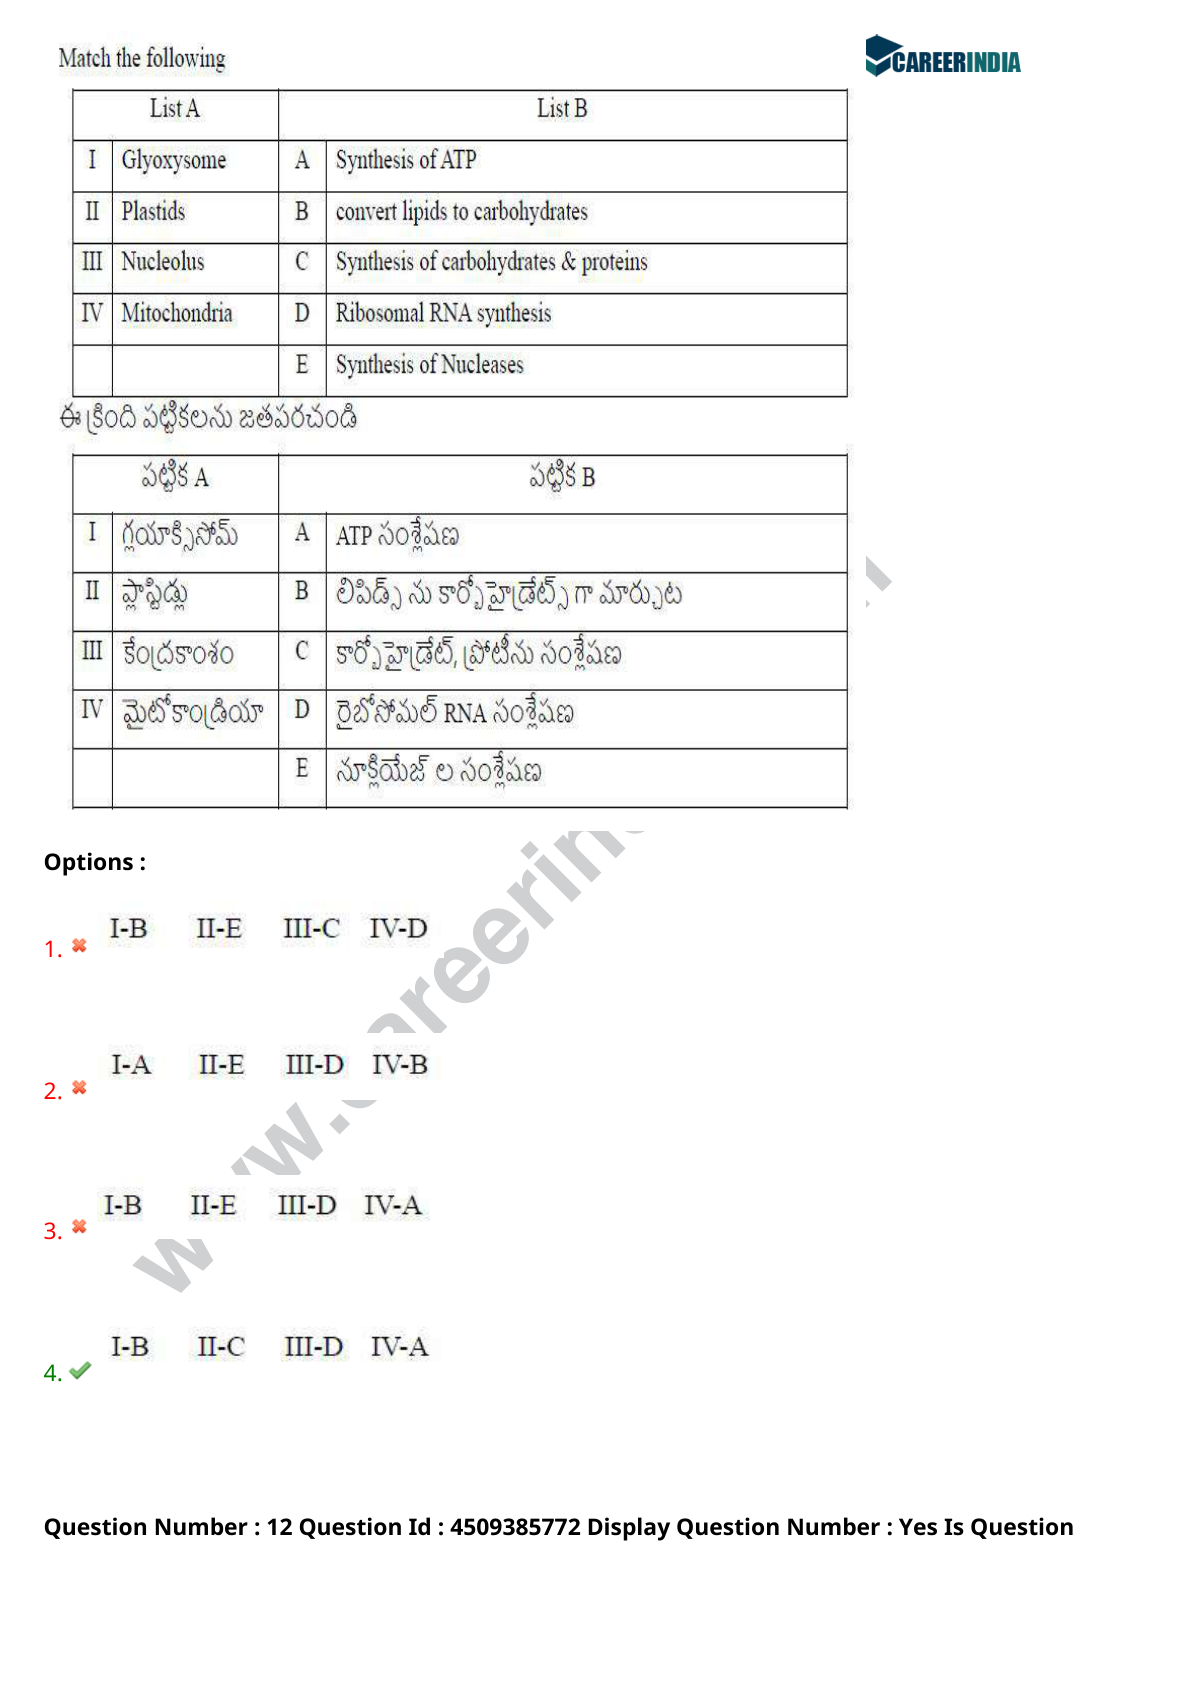 CAREERINDIA
Match the following
List A List B
I Glyoxysome A Synthesis of ATP
II Plastids B convert lipids to carbohydrates
III Nucleolus C Synthesis of carbohydrates & proteins
IV Mitochondria D Ribosomal RNA synthesis
E Synthesis of Nucleases
ఈ క్రింది పట్టికలను జతపరచండి
పట్టిక A పట్టిక B
I గ్లయాక్సిసోమ్ A ATP సంశ్లేషణ
II ప్లాస్టిడ్లు B లిపిడ్స్ ను కార్బోహైడ్రేట్స్ గా మార్చుట
III కేంద్రకాంశం C కార్బోహైడ్రేట్, ప్రోటీను సంశ్లేషణ
IV మైటోకాండ్రియా D రైబోసోమల్ RNA సంశ్లేషణ
E నూక్లియేజ్ ల సంశ్లేషణ
Options :
1. I-B II-E III-C IV-D
2. I-A II-E III-D IV-B
3. I-B II-E III-D IV-A
4. I-B II-C III-D IV-A
Question Number : 12 Question Id : 4509385772 Display Question Number : Yes Is Question